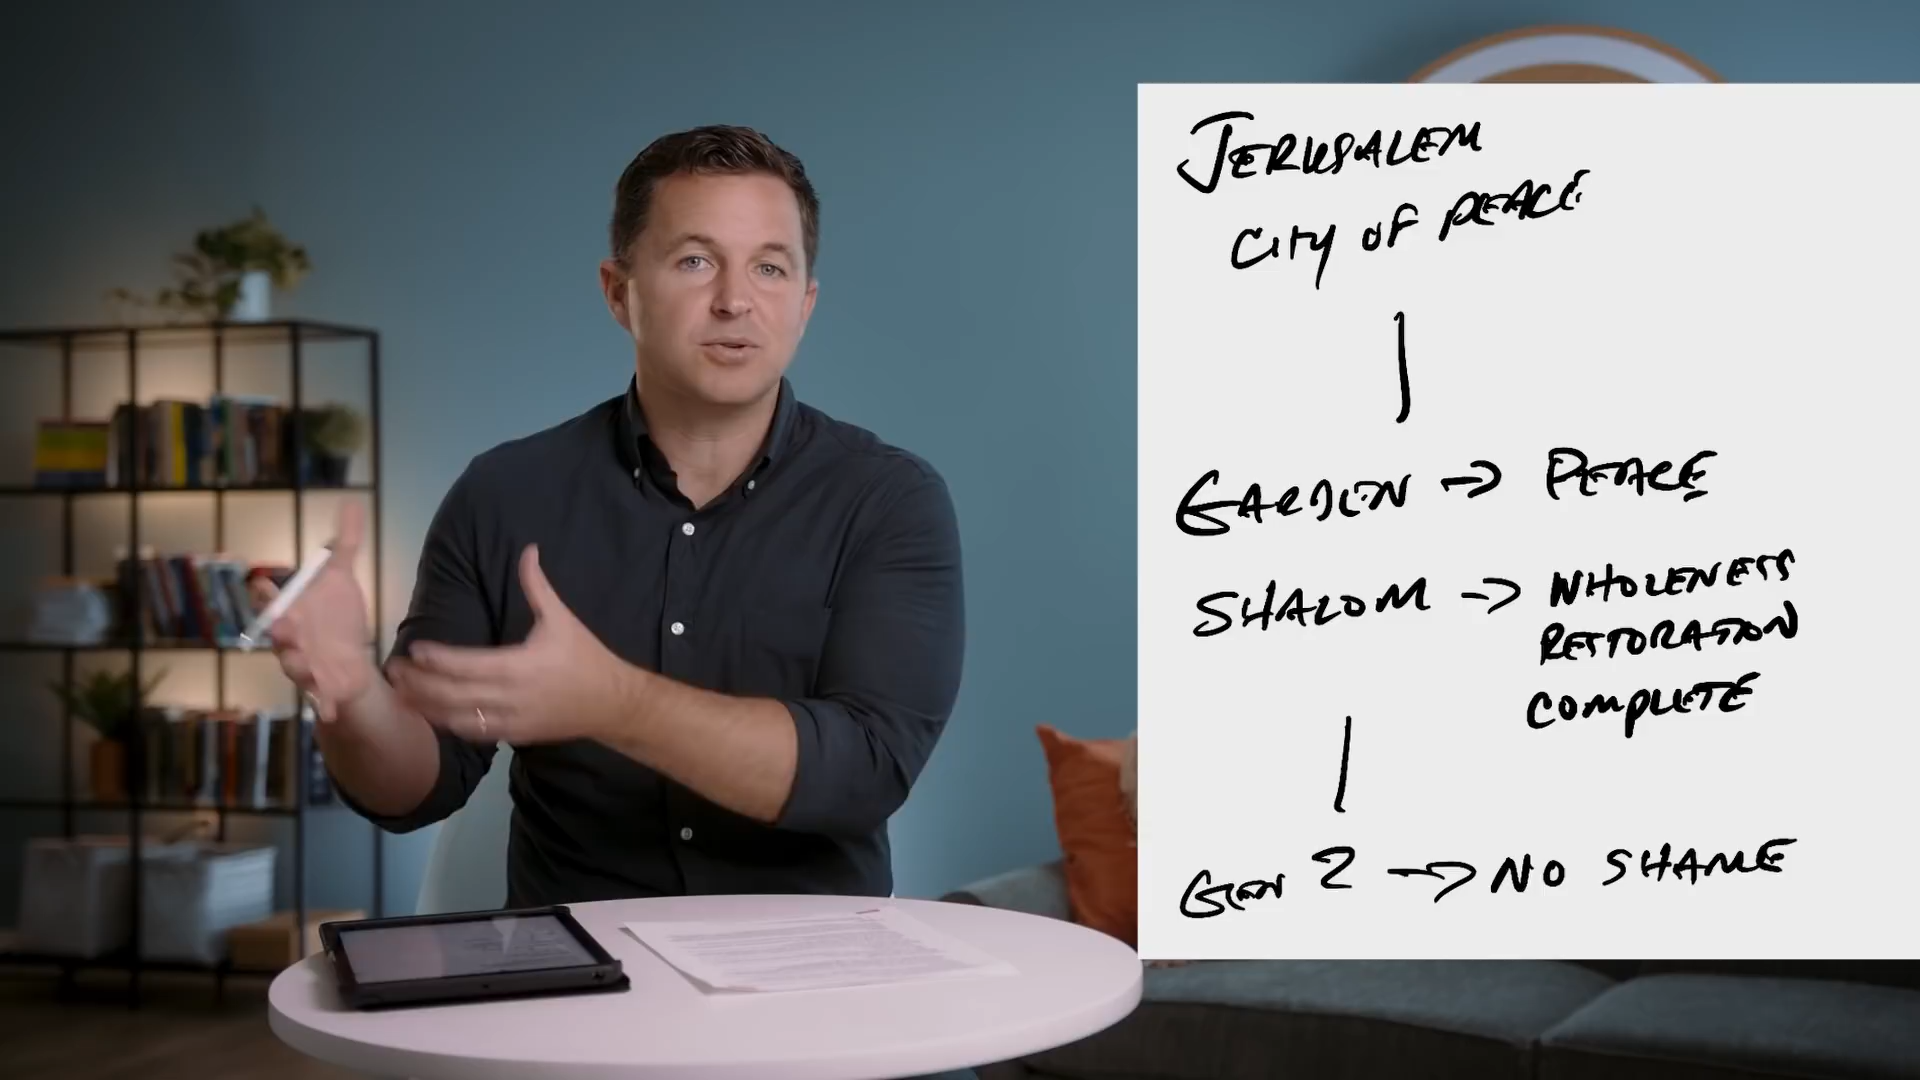 JERUSALEM
CITY OF PEACE
GARDEN → PEACE
SHALOM → WHOLENESS
RESTORATION
COMPLETE
GEN 2 → NO SHAME